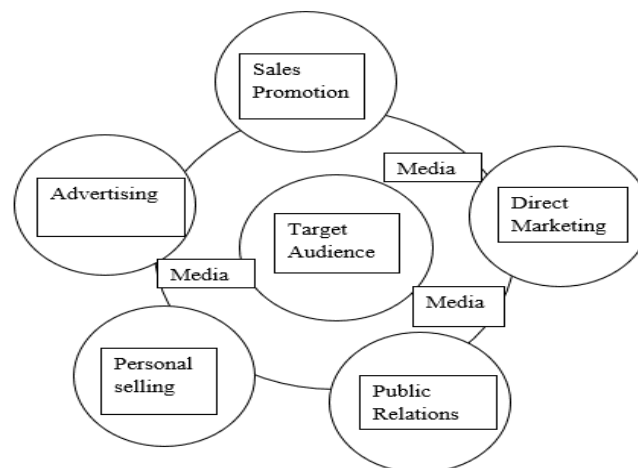 Sales
Promotion
Media
Advertising
Direct
Marketing
Target
Audience
Media
Media
Personal
selling
Public
Relations